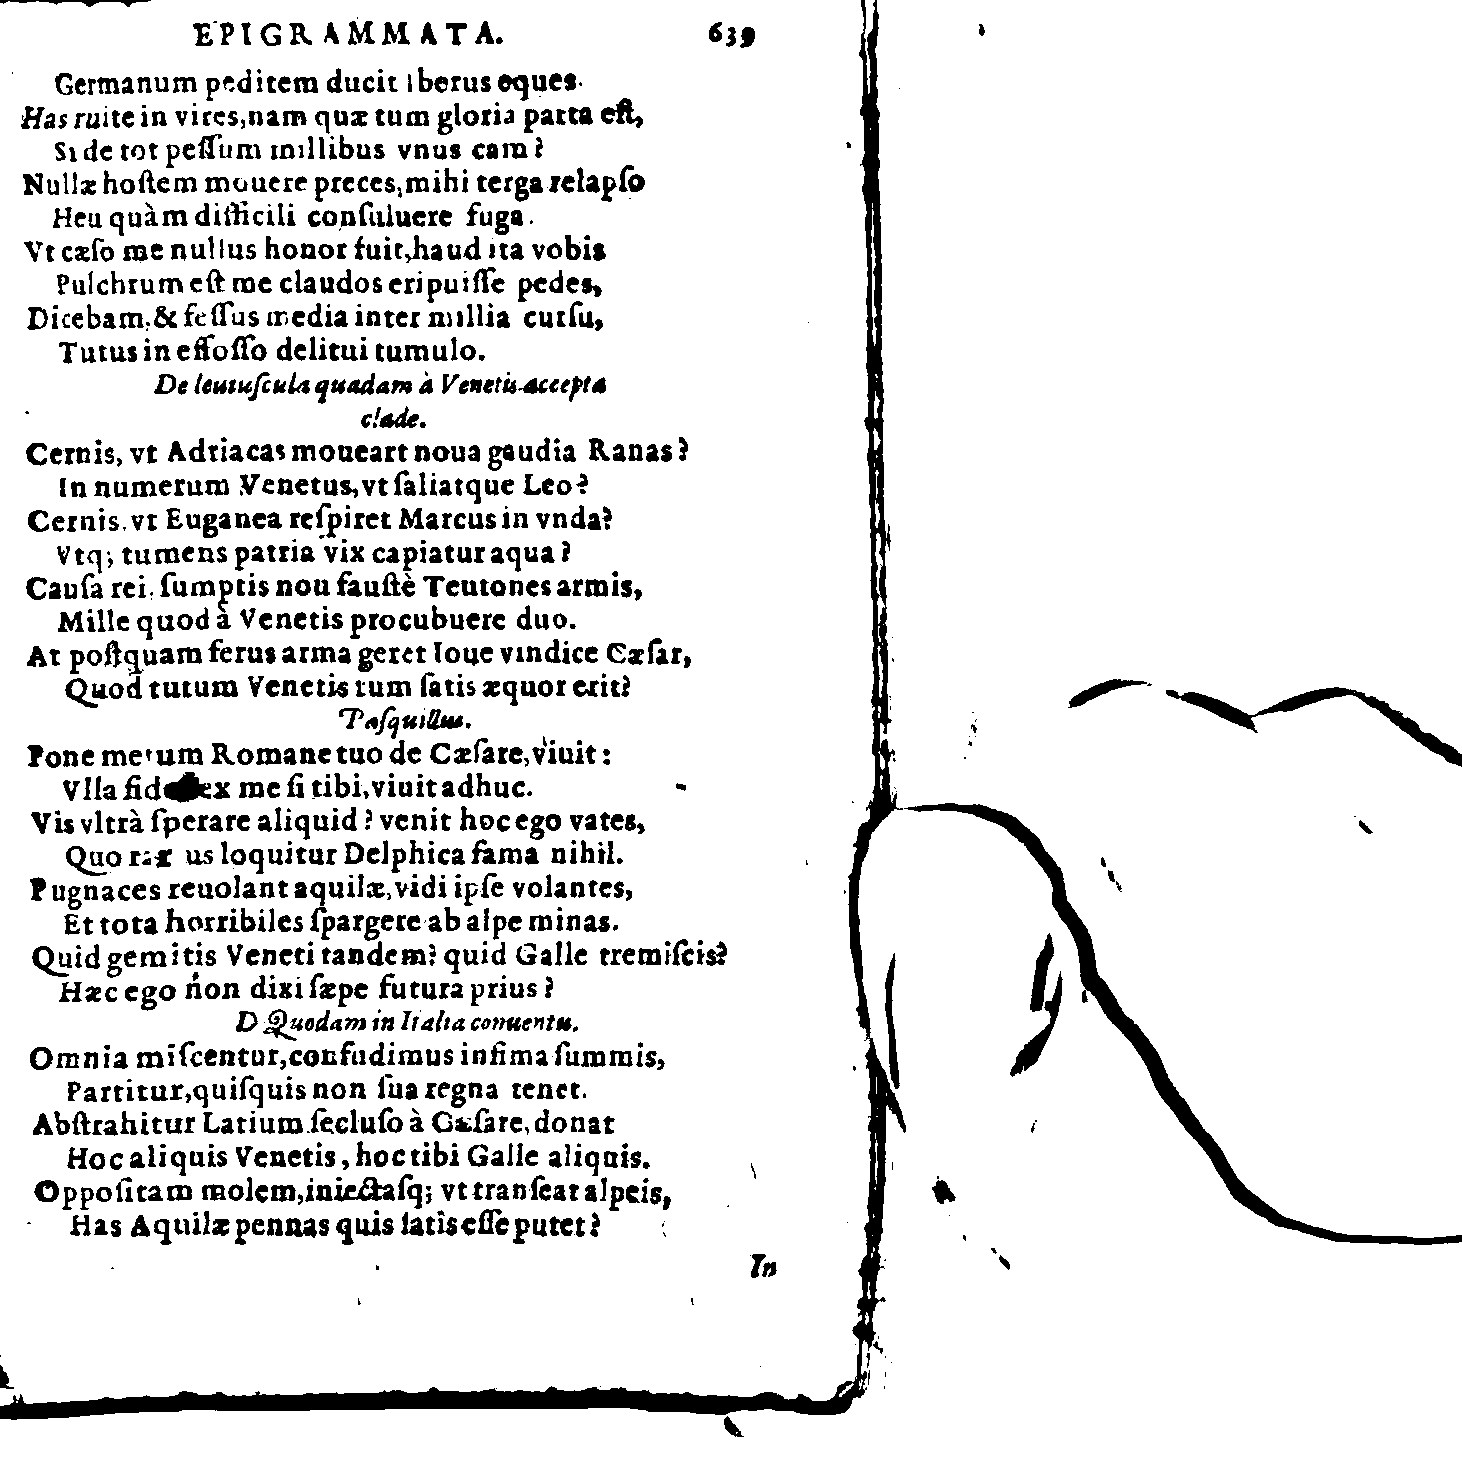 EPIGRAMMATA. 639
Germanum peditem ducit Iberus eques.
Has ruite in vires, nam quæ tum gloria parta eſt,
Si de tot peſſum millibus vnus eam?
Nullæ hoſtem mouere preces, mihi terga relapſo
Heu quàm difficili conſuluere fuga.
Vt cæſo me nullus honor fuit, haud ita vobis
Pulchrum eſt me claudos eripuiſſe pedes,
Dicebam, & feſſus media inter millia curſu,
Tutus in effoſſo delitui tumulo.
De leuiuſcula quadam à Venetis accepta
clade.
Cernis, vt Adriacas moueart noua gaudia Ranas?
In numerum Venetus, vt ſaliatque Leo?
Cernis, vt Euganea reſpiret Marcus in vnda?
Vtq; tumens patria vix capiatur aqua?
Cauſa rei, ſumptis non fauſtè Teutones armis,
Mille quod à Venetis procubuere duo.
At poſtquam ferus arma geret Ioue vindice Cæſar,
Quod tutum Venetis tum ſatis æquor erit?
Paſquillus.
Pone metum Romane tuo de Cæſare, viuit:
Vlla ex me ſi tibi, viuit adhuc.
Vis vltrà ſperare aliquid? venit hoc ego vates,
Quo us loquitur Delphica fama nihil.
Pugnaces reuolant aquilæ, vidi ipſe volantes,
Et tota horribiles ſpargere ab alpe minas.
Quid gemitis Veneti tandem? quid Galle tremiſcis?
Hæc ego non dixi ſæpe futura prius?
D Quodam in Italia conuentu.
Omnia miſcentur, confudimus infima ſummis,
Partitur, quiſquis non ſua regna tenet.
Abſtrahitur Latium ſecluſo à Cæſare, donat
Hoc aliquis Venetis, hoc tibi Galle aliquis.
Oppoſitam molem, iniectaſq; vt tranſeat alpeis,
Has Aquilæ pennas quis ſatis eſſe putet?
In